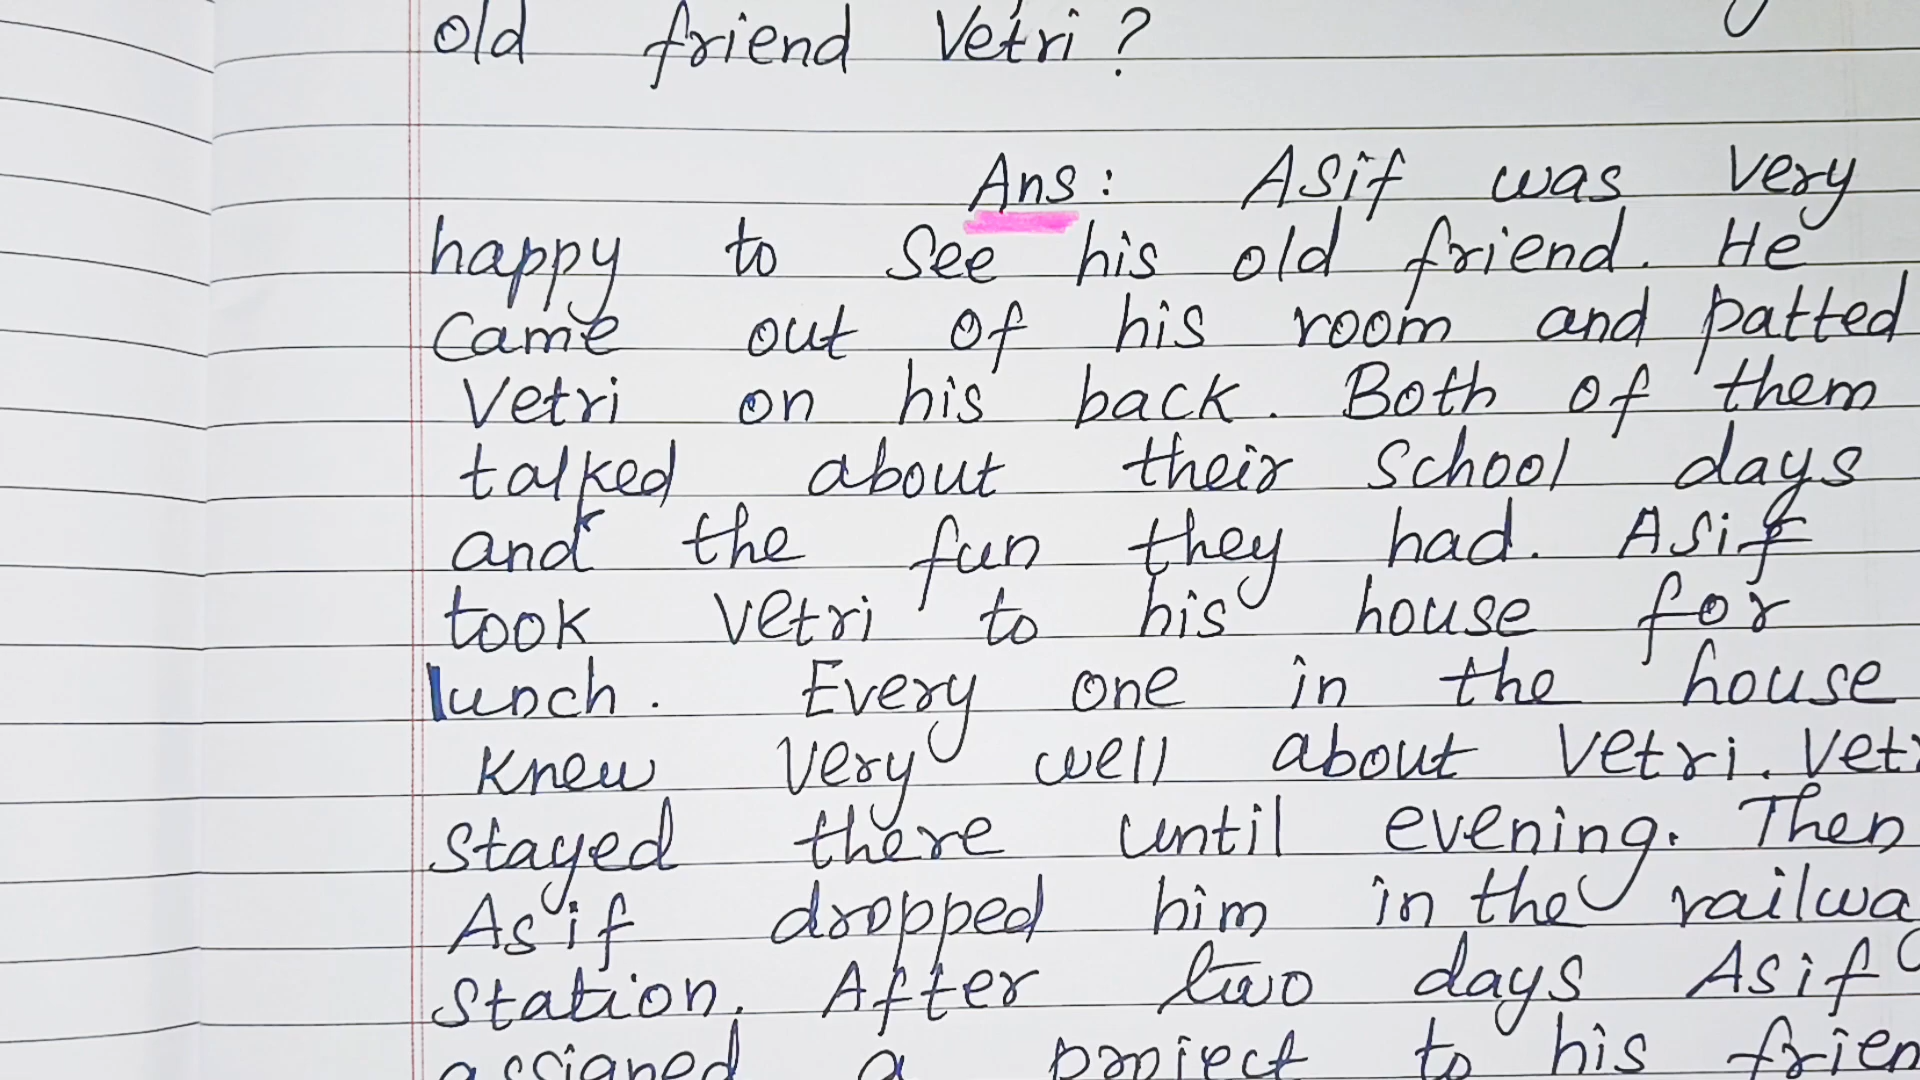 old friend Vetri?
Ans: Asif was very
happy to see his old friend. He
Came out of his room and patted
Vetri on his back. Both of them
talked about their school days
and the fun they had. Asif
took Vetri to his house for
lunch. Every one in the house
knew very well about Vetri.
stayed there until evening. Then
Asif dropped him in the
station. After two days Asif
assigned a project to his